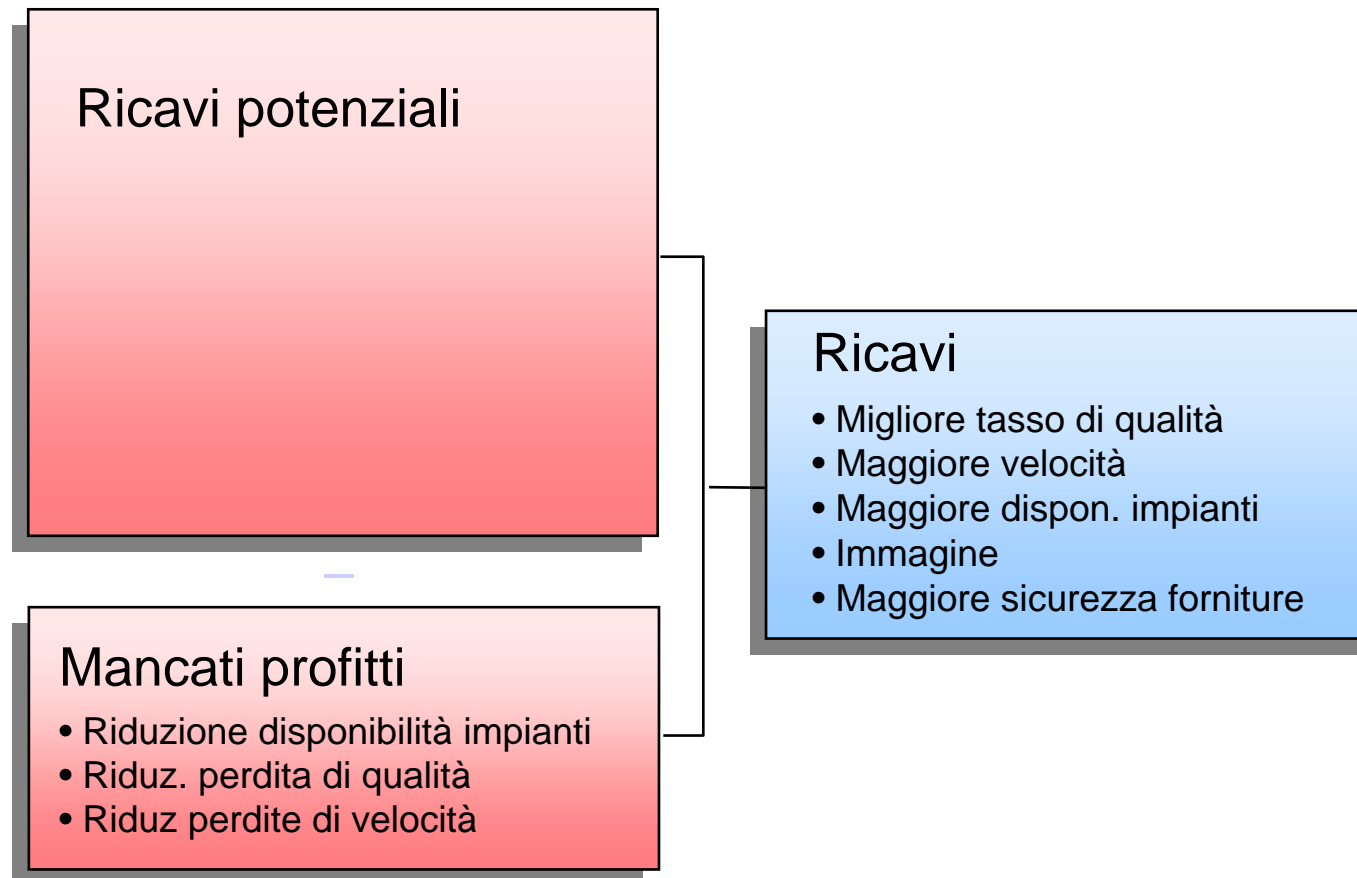 Ricavi potenziali
–
Mancati profitti
• Riduzione disponibilità impianti
• Riduz. perdita di qualità
• Riduz perdite di velocità
Ricavi
• Migliore tasso di qualità
• Maggiore velocità
• Maggiore dispon. impianti
• Immagine
• Maggiore sicurezza forniture